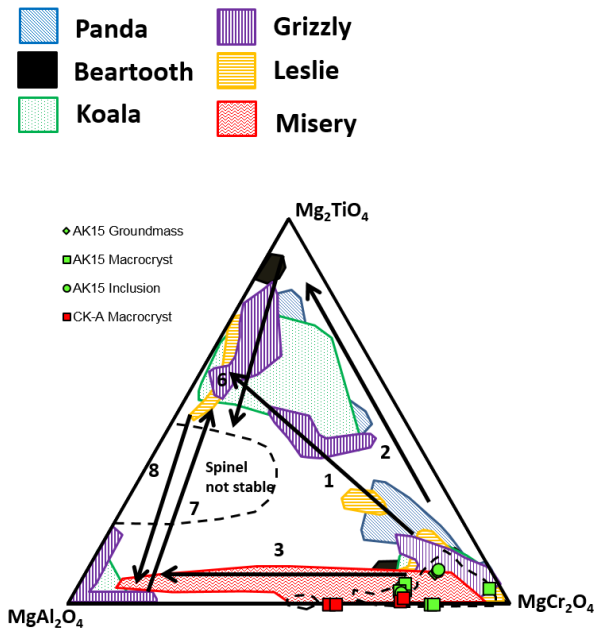 Panda
Grizzly
Beartooth
Leslie
Koala
Misery
Mg₂TiO₄
AK15 Groundmass
AK15 Macrocryst
AK15 Inclusion
CK-A Macrocryst
6
2
8
Spinel
not stable
1
7
3
MgAl₂O₄
MgCr₂O₄